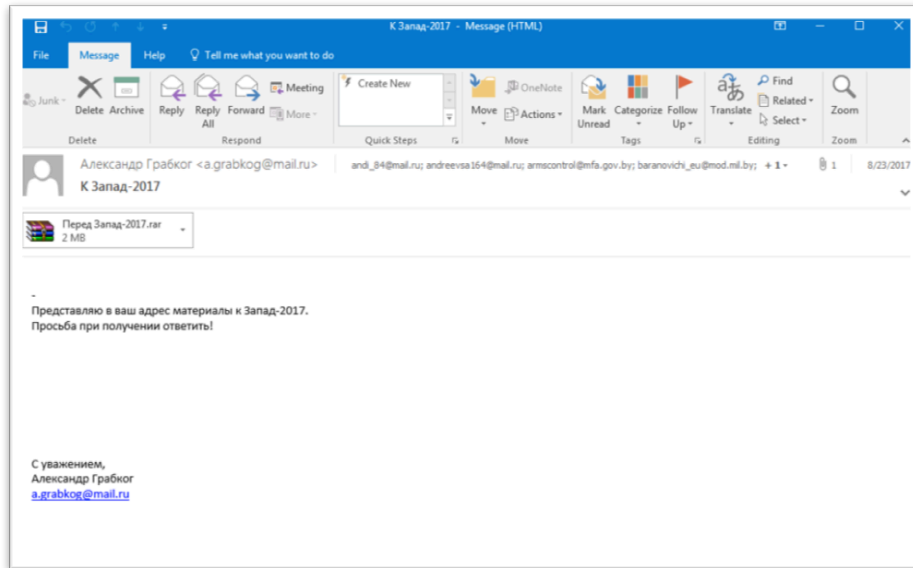 К Запад-2017 - Message (HTML)
File Message Help Tell me what you want to do
Junk
Delete Archive
Reply Reply All Forward
Meeting
More
Create New
Move
OneNote
Actions
Mark Unread Categorize Follow Up
Translate
Find
Related
Select
Zoom
Delete Respond Quick Steps Move Tags Editing Zoom
Александр Грабког <a.grabkog@mail.ru> andi_84@mail.ru; andreevsa164@mail.ru; armscontrol@mfa.gov.by; baranovichi_eu@mod.mil.by; + 1 1 8/23/2017
К Запад-2017
Перед Запад-2017.rar
2 MB
-
Представляю в ваш адрес материалы к Запад-2017.
Просьба при получении ответить!
С уважением,
Александр Грабког
a.grabkog@mail.ru